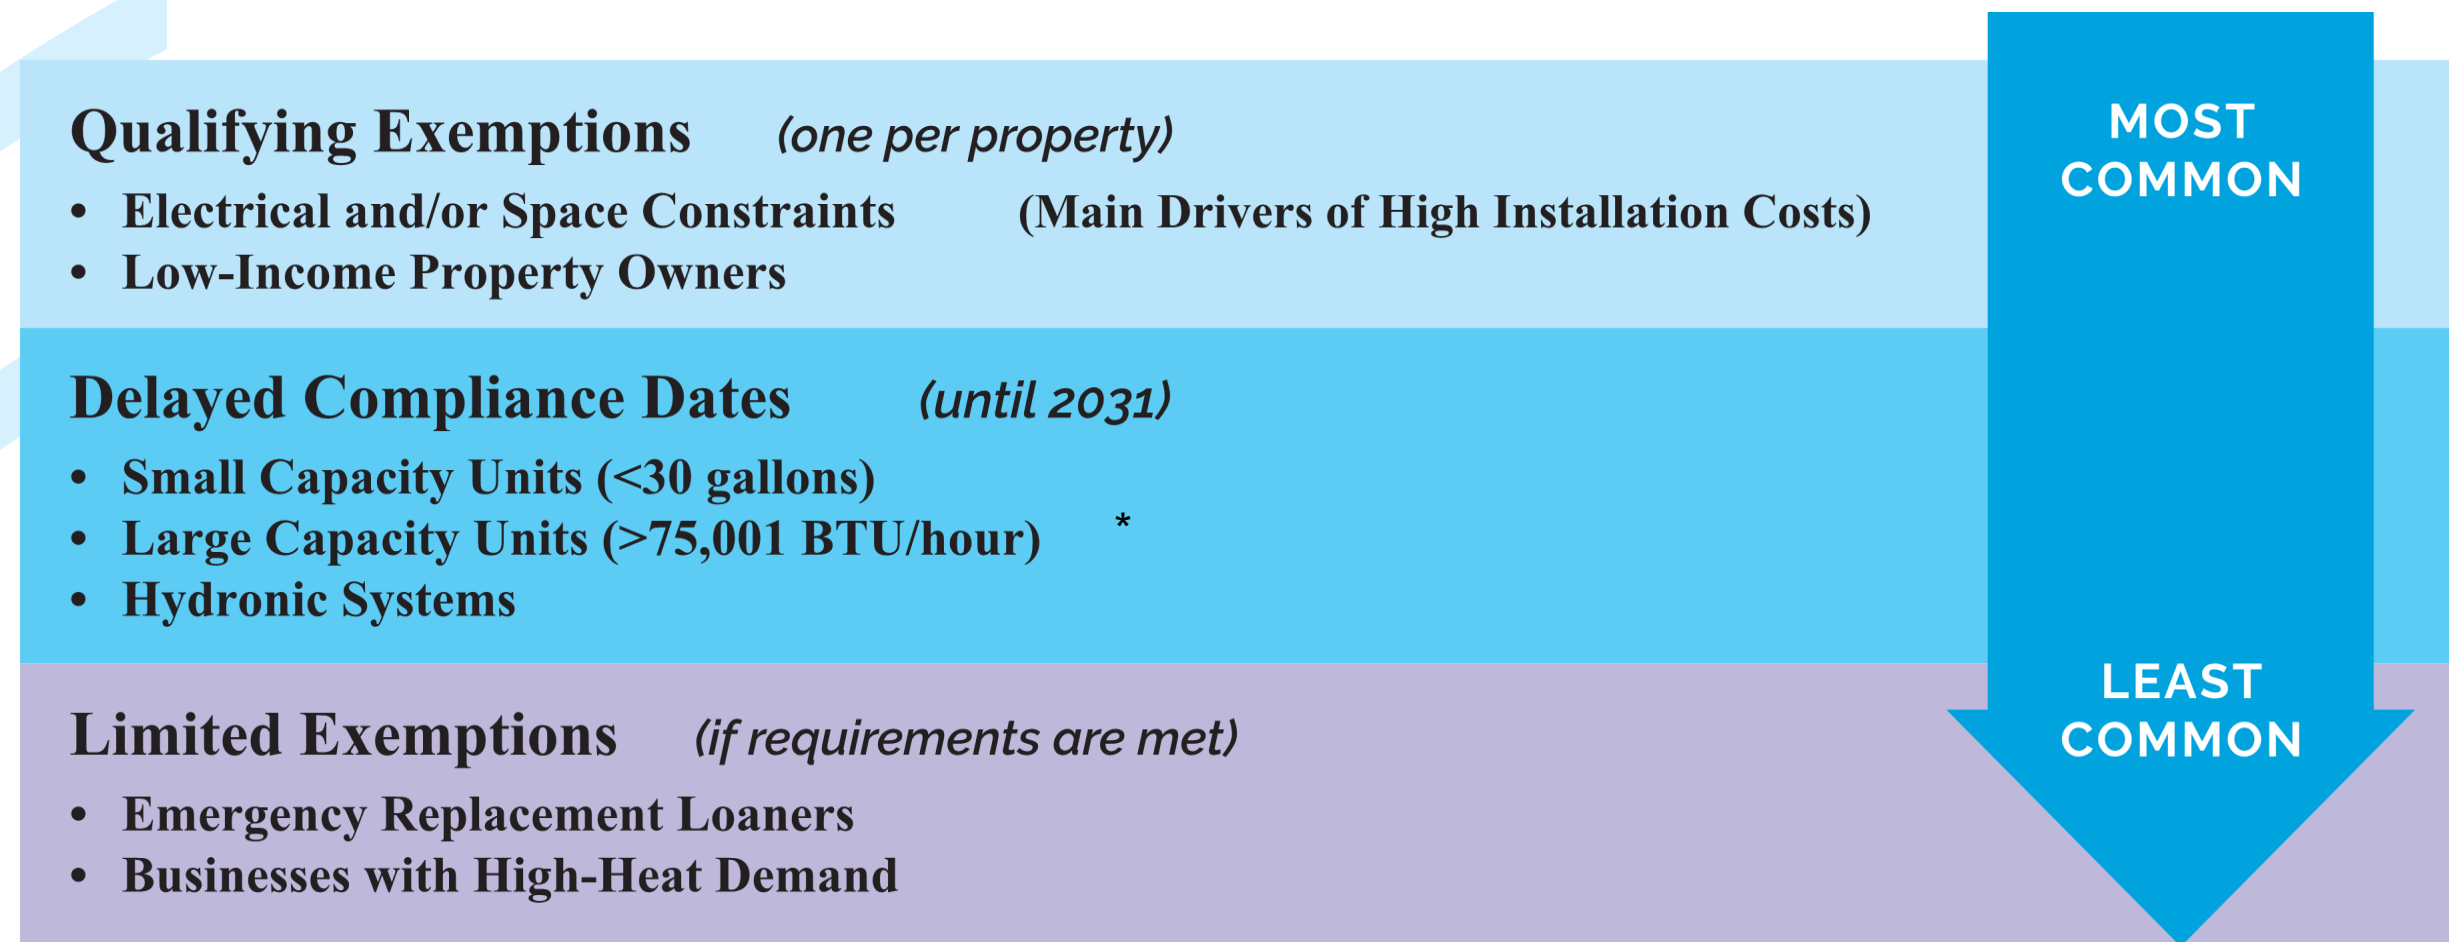 Qualifying Exemptions (one per property)
• Electrical and/or Space Constraints (Main Drivers of High Installation Costs)
• Low-Income Property Owners
MOST
COMMON
Delayed Compliance Dates (until 2031)
• Small Capacity Units (<30 gallons)
• Large Capacity Units (>75,001 BTU/hour) *
• Hydronic Systems
Limited Exemptions (if requirements are met)
• Emergency Replacement Loaners
• Businesses with High-Heat Demand
LEAST
COMMON